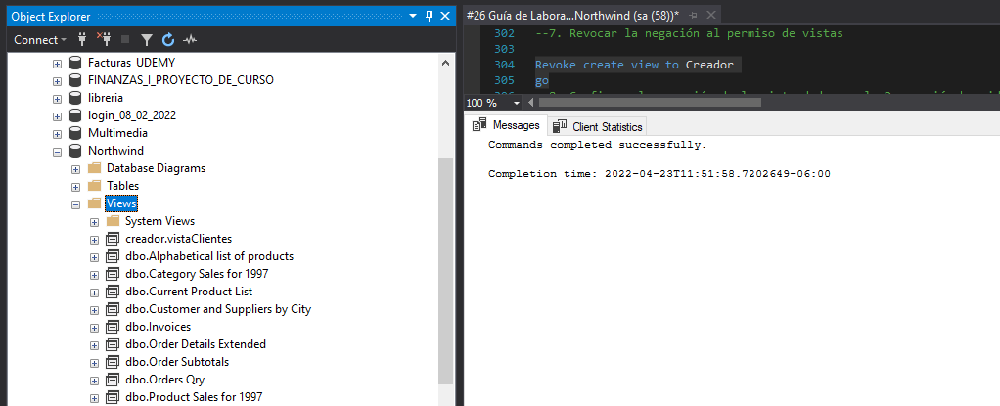 Object Explorer
Connect
Facturas_UDEMY
FINANZAS_I_PROYECTO_DE_CURSO
libreria
login_08_02_2022
Multimedia
Northwind
Database Diagrams
Tables
Views
System Views
creador.vistaClientes
dbo.Alphabetical list of products
dbo.Category Sales for 1997
dbo.Current Product List
dbo.Customer and Suppliers by City
dbo.Invoices
dbo.Order Details Extended
dbo.Order Subtotals
dbo.Orders Qry
dbo.Product Sales for 1997
#26 Guía de Labora...Northwind (sa (58))*
302 --7. Revocar la negación al permiso de vistas
303
304 Revoke create view to Creador
305 go
100 %
Messages Client Statistics
Commands completed successfully.
Completion time: 2022-04-23T11:51:58.7202649-06:00